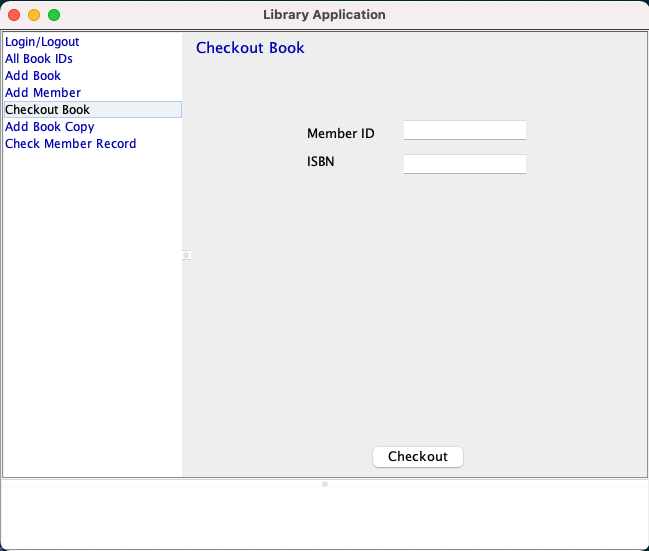 Library Application
Login/Logout
All Book IDs
Add Book
Add Member
Checkout Book
Add Book Copy
Check Member Record
Checkout Book
Member ID
ISBN
Checkout